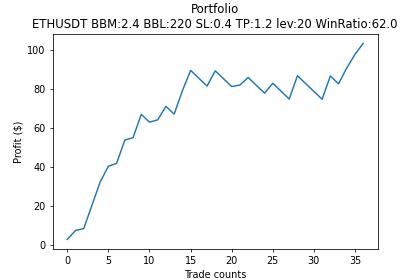 Portfolio
ETHUSDT BBM:2.4 BBL:220 SL:0.4 TP:1.2 lev:20 WinRatio:62.0
100
80
60
40
20
0
Profit ($)
0 5 10 15 20 25 30 35
Trade counts